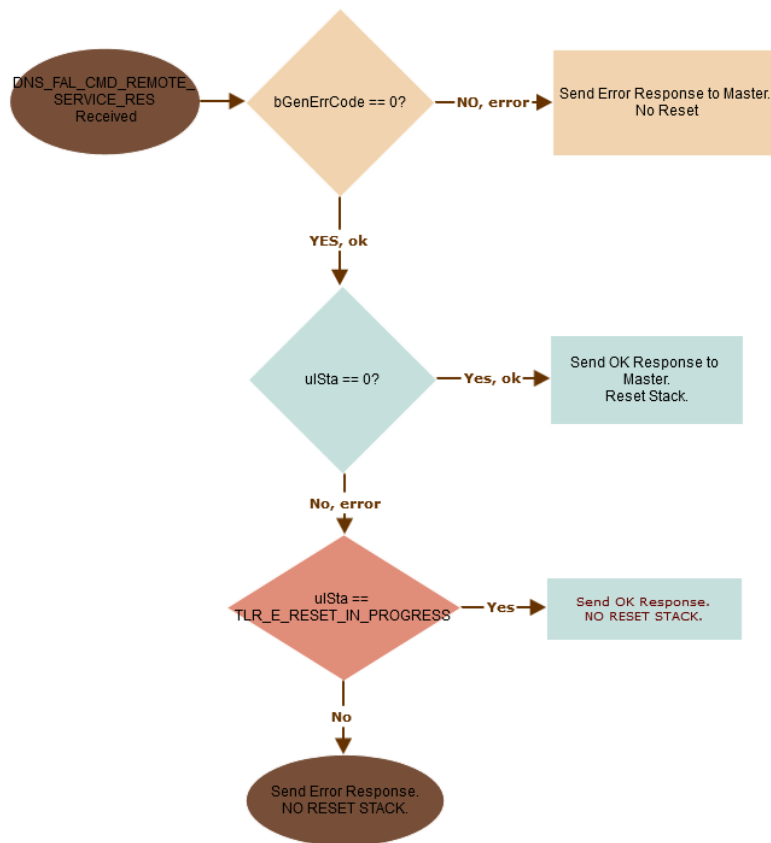 DNS_FAL_CMD_REMOTE_
SERVICE_RES
Received
bGenErrCode == 0?
NO, error
Send Error Response to Master.
No Reset
YES, ok
ulSta == 0?
Yes, ok
Send OK Response to
Master.
Reset Stack.
No, error
ulSta ==
TLR_E_RESET_IN_PROGRESS
Yes
Send OK Response.
NO RESET STACK.
No
Send Error Response.
NO RESET STACK.